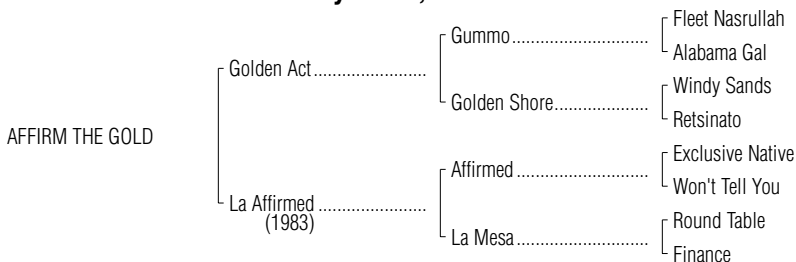 Fleet Nasrullah
Gummo
Alabama Gal
Golden Act
Windy Sands
Golden Shore
Retsinato
AFFIRM THE GOLD
Exclusive Native
Affirmed
Won't Tell You
La Affirmed
(1983)
Round Table
La Mesa
Finance